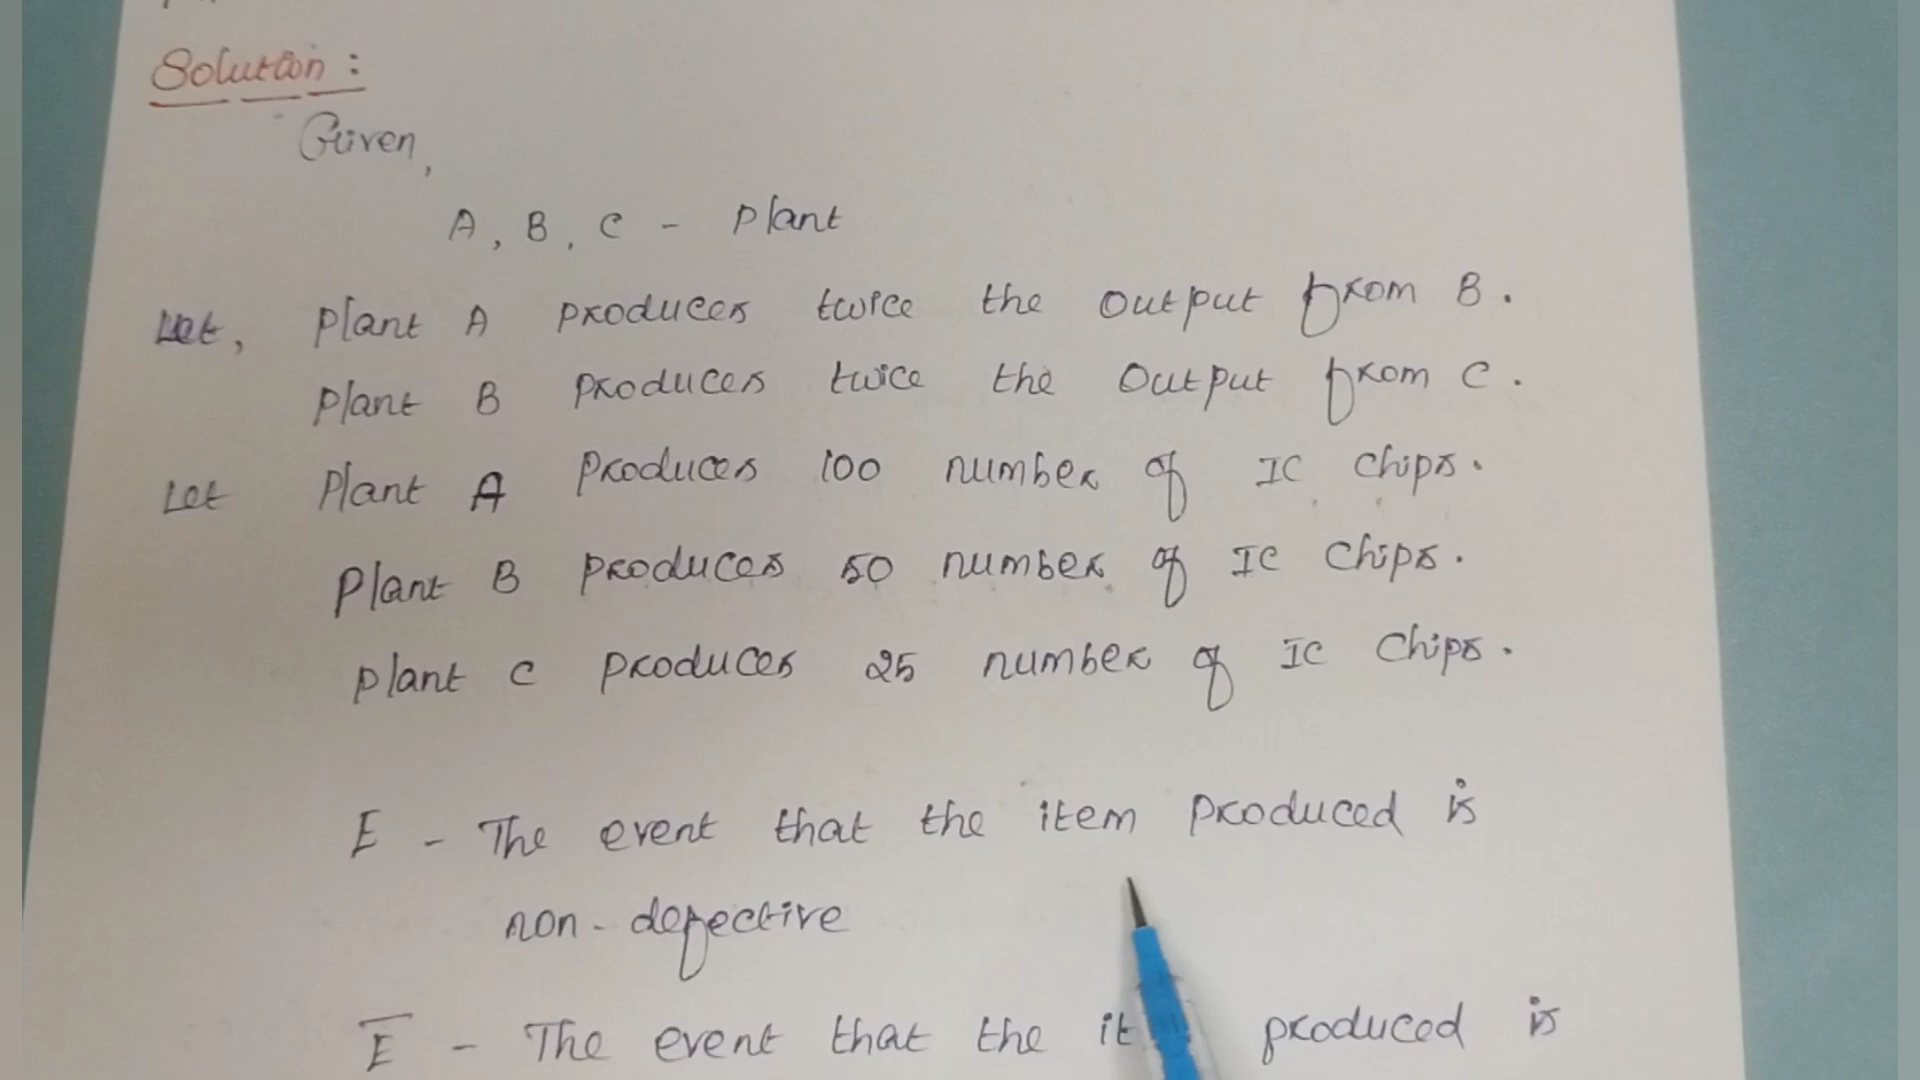 Solution :
Given,
A, B, C - Plant
Let, Plant A produces twice the output from B.
Plant B produces twice the output from C.
Let Plant A produces 100 number of IC chips.
Plant B produces 50 number of IC chips.
Plant C produces 25 number of IC chips.
E - The event that the item produced is
non-defective
E̅ - The event that the it produced is